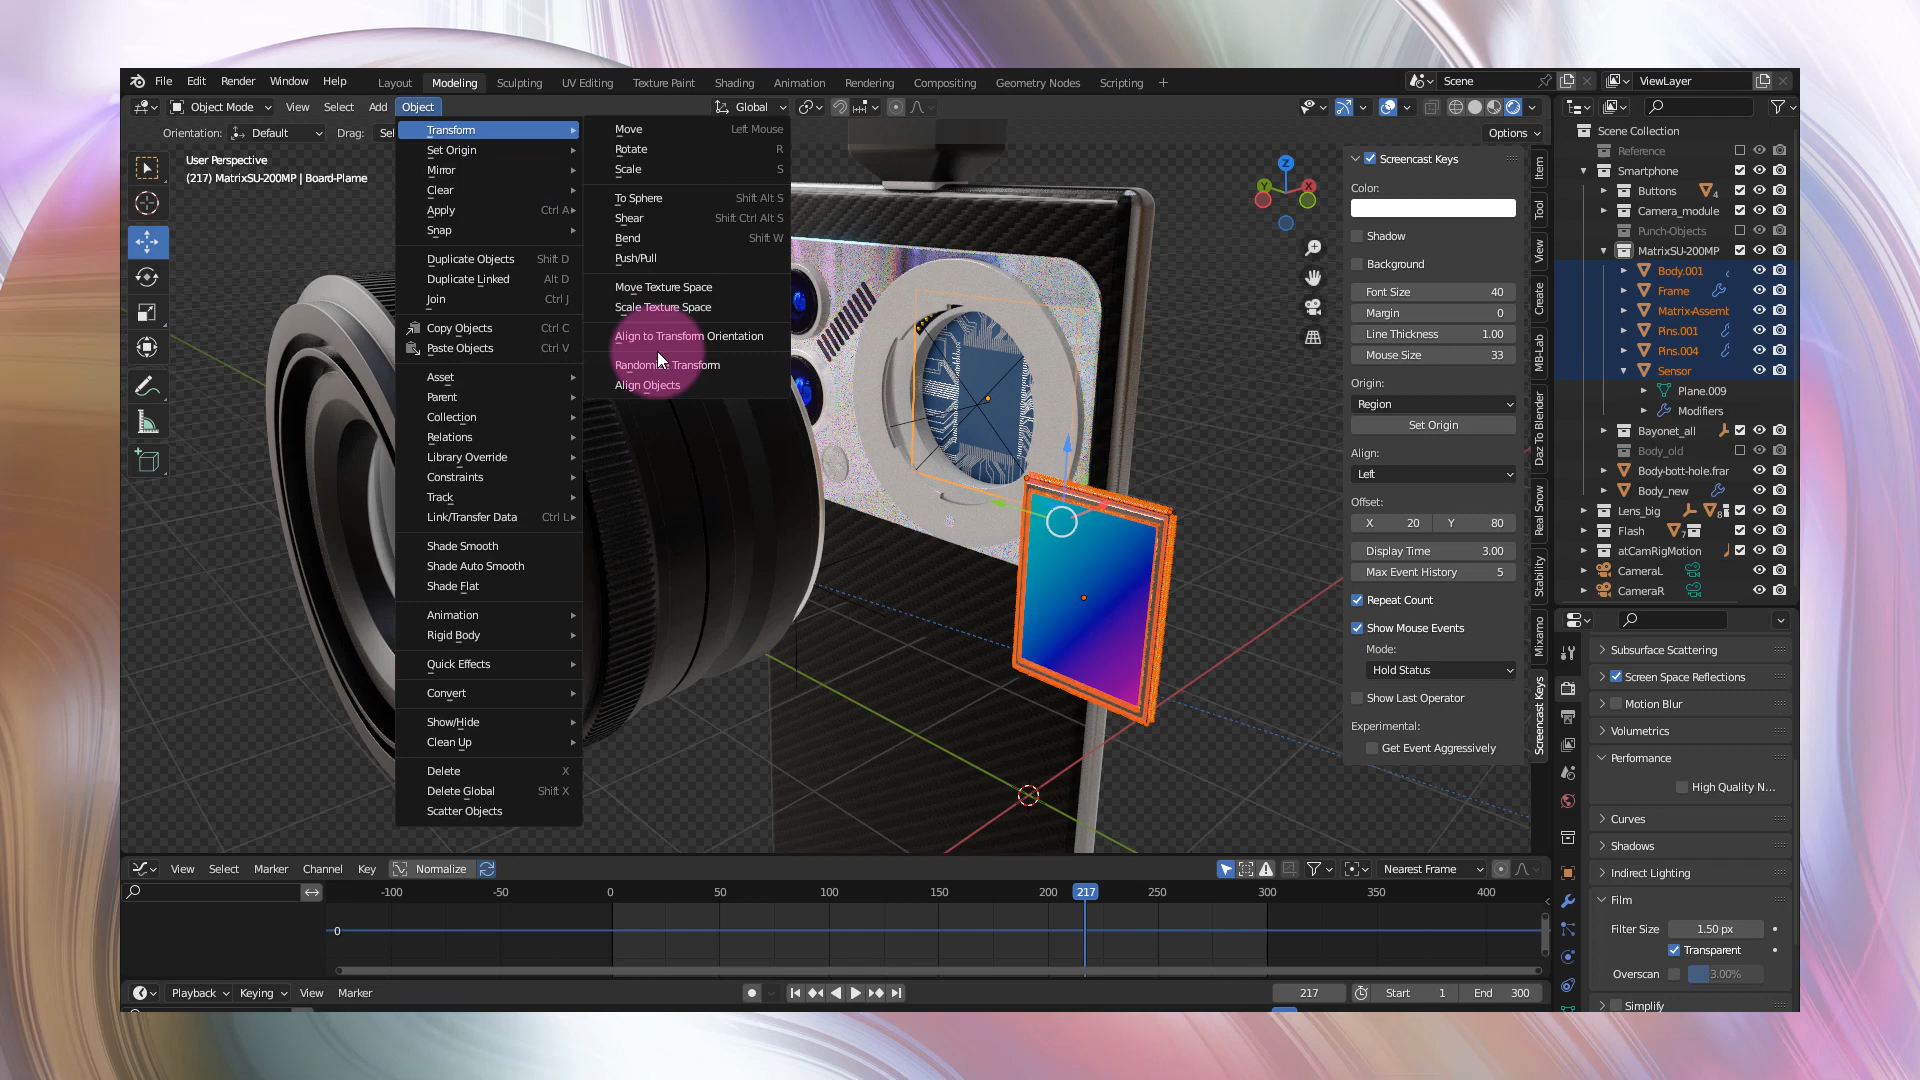 File Edit Render Window Help
Layout Modeling Sculpting UV Editing Texture Paint Shading Animation Rendering Compositing Geometry Nodes Scripting +
Scene
ViewLayer
Object Mode View Select Add Object
Global
Orientation: Default Drag: Sel
Options
User Perspective
(217) MatrixSU-200MP | Board-Plame
Transform
Set Origin
Mirror
Clear
Apply Ctrl A
Snap
Duplicate Objects Shift D
Duplicate Linked Alt D
Join Ctrl J
Copy Objects Ctrl C
Paste Objects Ctrl V
Asset
Parent
Collection
Relations
Library Override
Constraints
Track
Link/Transfer Data Ctrl L
Shade Smooth
Shade Auto Smooth
Shade Flat
Animation
Rigid Body
Quick Effects
Convert
Show/Hide
Clean Up
Delete X
Delete Global Shift X
Scatter Objects
Move Left Mouse
Rotate R
Scale S
To Sphere Shift Alt S
Shear Shift Ctrl Alt S
Bend Shift W
Push/Pull
Move Texture Space
Scale Texture Space
Align to Transform Orientation
Randomize Transform
Align Objects
Z
Y
X
Screencast Keys
Color:
Shadow
Background
Font Size 40
Margin 0
Line Thickness 1.00
Mouse Size 33
Origin:
Region
Set Origin
Align:
Left
Offset:
X 20 Y 80
Display Time 3.00
Max Event History 5
Repeat Count
Show Mouse Events
Mode:
Hold Status
Show Last Operator
Experimental:
Get Event Aggressively
Item
Tool
View
Create
MB-Lab
Daz To Blender
Real Snow
Stability
Mixamo
Screencast Keys
Scene Collection
Reference
Smartphone
Buttons 4
Camera_module
Punch-Objects
MatrixSU-200MP
Body.001
Frame
Matrix-Assemt
Pins.001
Pins.004
Sensor
Plane.009
Modifiers
Bayonet_all
Body_old
Body-bott-hole.frar
Body_new
Lens_big 8
Flash 7
atCamRigMotion
CameraL
CameraR
Subsurface Scattering
Screen Space Reflections
Motion Blur
Volumetrics
Performance
High Quality N...
Curves
Shadows
Indirect Lighting
Film
Filter Size 1.50 px
Transparent
Overscan 3.00%
Simplify
View Select Marker Channel Key Normalize
Nearest Frame
-100 -50 0 50 100 150 200 217 250 300 350 400
0
Playback Keying View Marker
217 Start 1 End 300